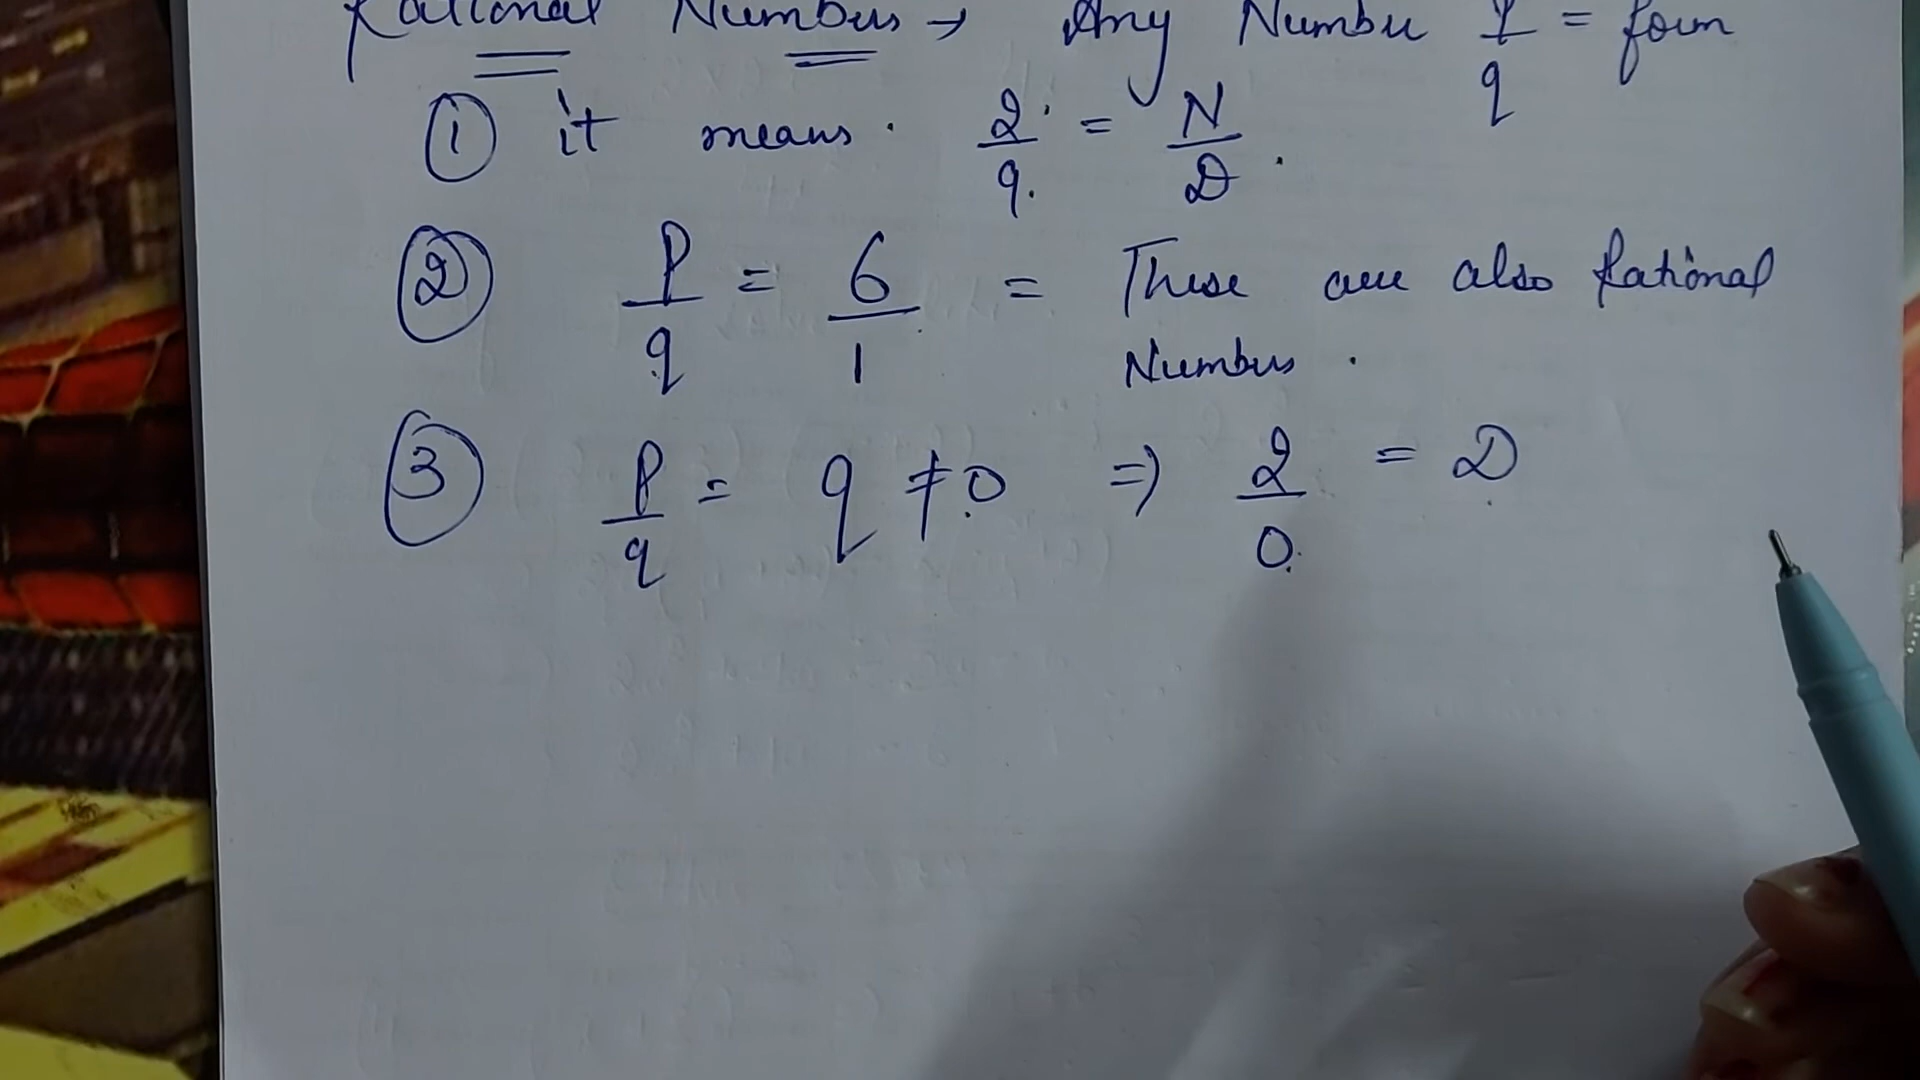 Rational Numbers → Any Number P/q = form
① it means. 2/9. = N/D.
② P/q = 6/1 = These are also Rational
Numbers.
③ P/q = q ≠ 0 ⇒ 2/0. = D